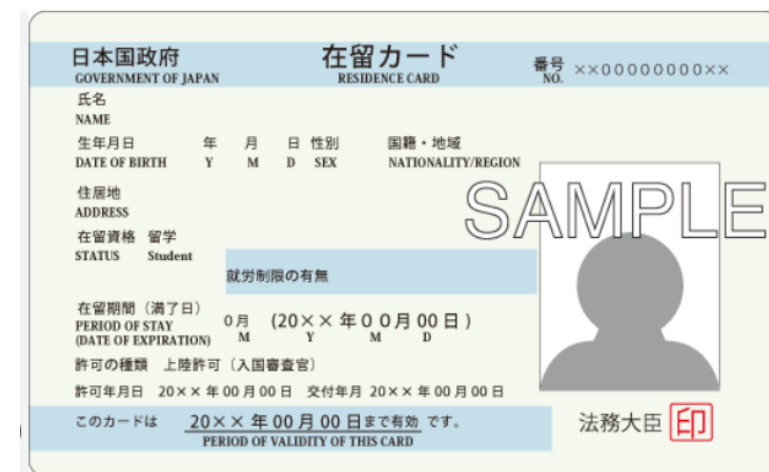 日本国政府 在留カード 番号 ××00000000××
GOVERNMENT OF JAPAN RESIDENCE CARD NO.
氏名
NAME
生年月日 年 月 日 性別 国籍・地域
DATE OF BIRTH Y M D SEX NATIONALITY/REGION
住居地
ADDRESS
SAMPLE
在留資格 留学
STATUS Student
就労制限の有無
在留期間（満了日）
PERIOD OF STAY
(DATE OF EXPIRATION)
0月 (20×× 年 0 0 月 00 日 )
M Y M D
許可の種類 上陸許可（入国審査官）
許可年月日 20×× 年 00 月 00 日 交付年月 20×× 年 00 月 00 日
このカードは 20×× 年 00 月 00 日まで有効 です。
PERIOD OF VALIDITY OF THIS CARD
法務大臣 印